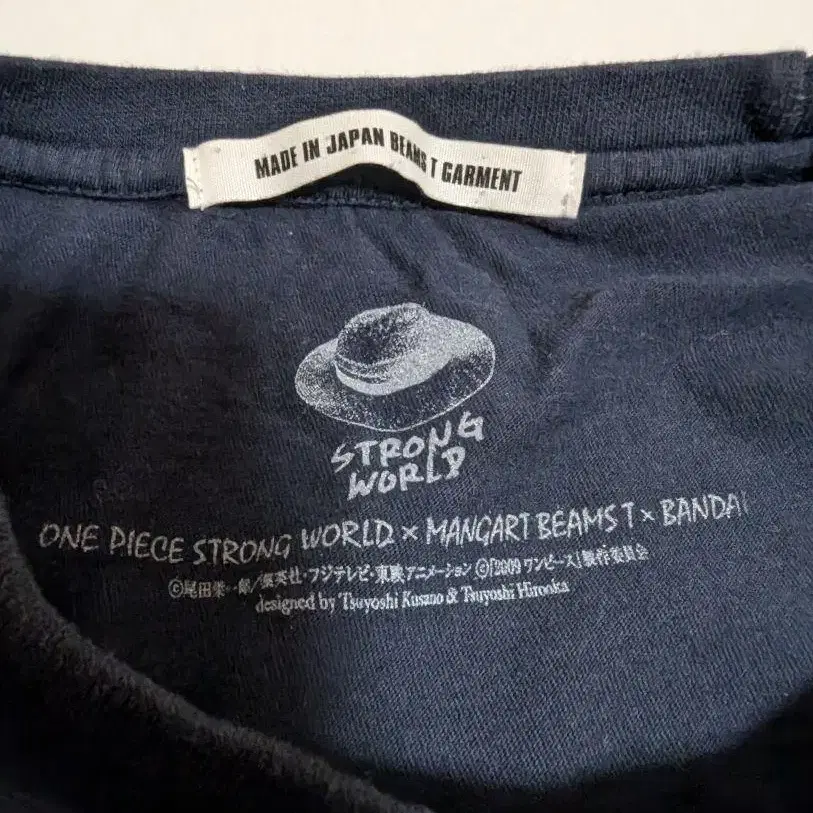 MADE IN JAPAN BEAMS T GARMENT
STRONG
WORLD
ONE PIECE STRONG WORLD × MANGART BEAMS T × BANDAI
©尾田栄一郎/集英社・フジテレビ・東映アニメーション ©「2009 ワンピース」製作委員会
designed by Tsuyoshi Kusano & Tsuyoshi Hirooka